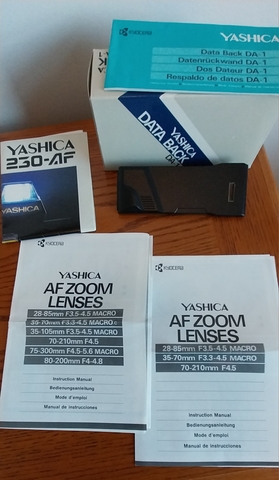 KYOCERA
YASHICA
Data Back DA-1
Datenrückwand DA-1
Dos Dateur DA-1
Respaldo de datos DA-1
YASHICA
DATA BACK
YASHICA
230-AF
YASHICA
KYOCERA
YASHICA
AF ZOOM
LENSES
28-85mm F3.5-4.5 MACRO
35-70mm F3.3-4.5 MACRO
35-105mm F3.5-4.5 MACRO
70-210mm F4.5
75-300mm F4.5-5.6 MACRO
80-200mm F4-4.8
Instruction Manual
Bedienungsanleitung
Mode d'emploi
Manual de instrucciones
KYOCERA
YASHICA
AF ZOOM
LENSES
28-85mm F3.5-4.5 MACRO
35-70mm F3.3-4.5 MACRO
70-210mm F4.5
Instruction Manual
Bedienungsanleitung
Mode d'emploi
Manual de instrucciones